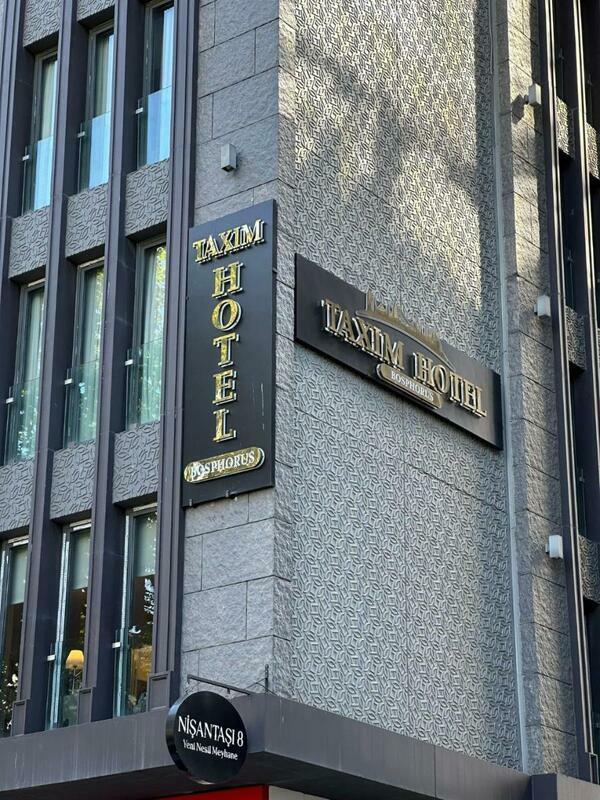 TAXIM
HOTEL
BOSPHORUS
TAXIM HOTEL
BOSPHORUS
NİŞANTAŞI 8
Yeni Nesil Meyhane